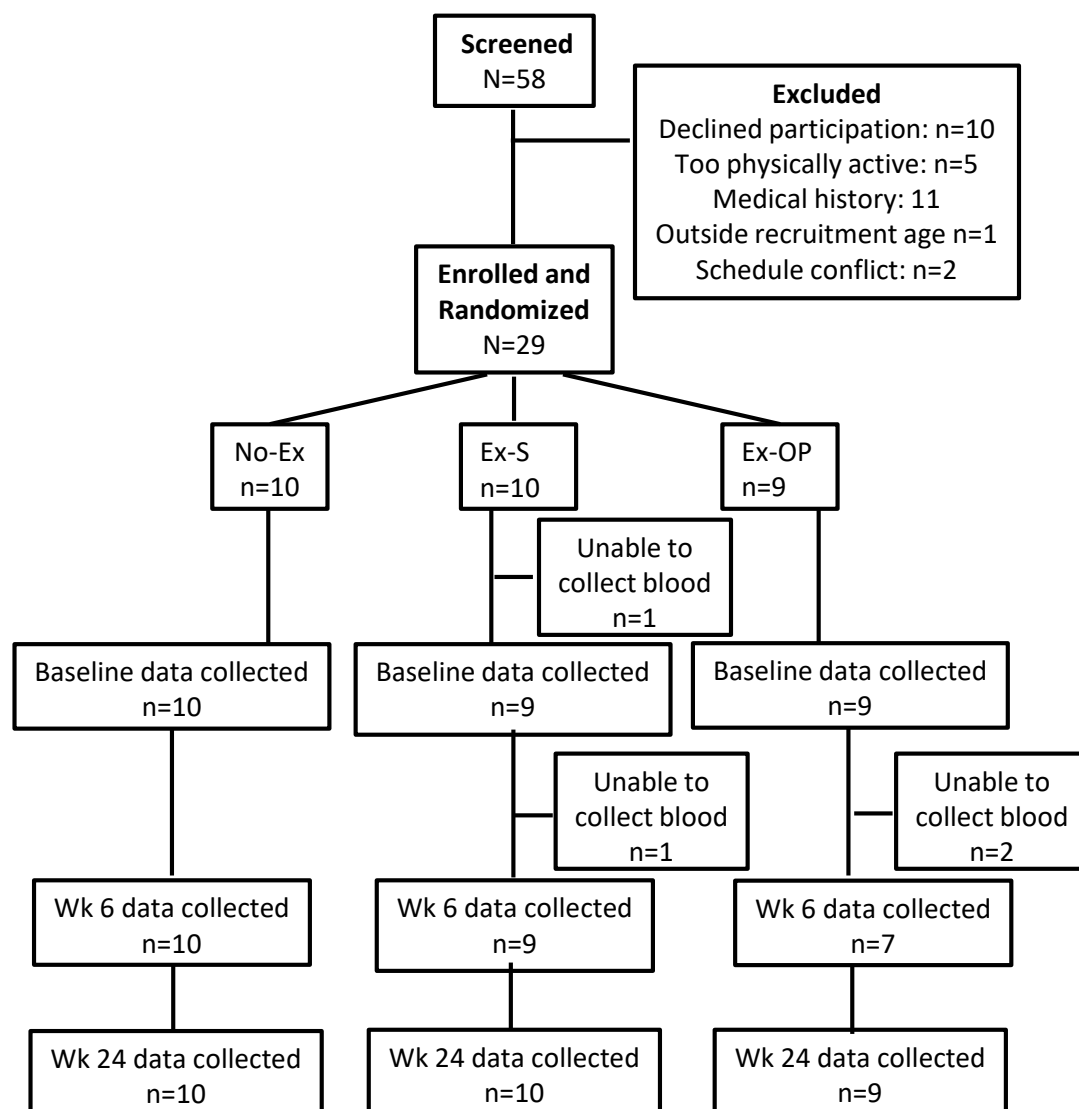 Screened
N=58
Excluded
Declined participation: n=10
Too physically active: n=5
Medical history: 11
Outside recruitment age n=1
Schedule conflict: n=2
Enrolled and
Randomized
N=29
No-Ex
n=10
Ex-S
n=10
Ex-OP
n=9
Unable to
collect blood
n=1
Baseline data collected
n=10
Baseline data collected
n=9
Baseline data collected
n=9
Unable to
collect blood
n=1
Unable to
collect blood
n=2
Wk 6 data collected
n=10
Wk 6 data collected
n=9
Wk 6 data collected
n=7
Wk 24 data collected
n=10
Wk 24 data collected
n=10
Wk 24 data collected
n=9